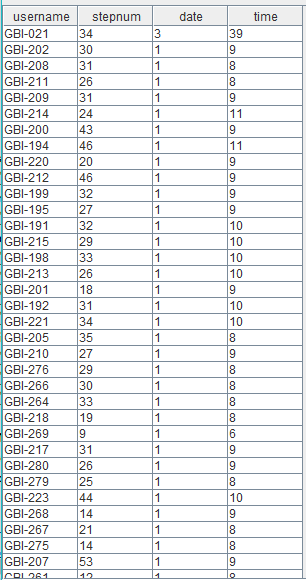 username stepnum date time
GBI-021 34 3 39
GBI-202 30 1 9
GBI-208 31 1 8
GBI-211 26 1 8
GBI-209 31 1 9
GBI-214 24 1 11
GBI-200 43 1 9
GBI-194 46 1 11
GBI-220 20 1 9
GBI-212 46 1 9
GBI-199 32 1 9
GBI-195 27 1 9
GBI-191 32 1 10
GBI-215 29 1 10
GBI-198 33 1 10
GBI-213 26 1 10
GBI-201 18 1 9
GBI-192 31 1 10
GBI-221 34 1 10
GBI-205 35 1 8
GBI-210 27 1 9
GBI-276 29 1 8
GBI-266 30 1 8
GBI-264 33 1 8
GBI-218 19 1 8
GBI-269 9 1 6
GBI-217 31 1 9
GBI-280 26 1 9
GBI-279 25 1 8
GBI-223 44 1 10
GBI-268 14 1 9
GBI-267 21 1 8
GBI-275 14 1 8
GBI-207 53 1 9
GBI-261 12 1 8